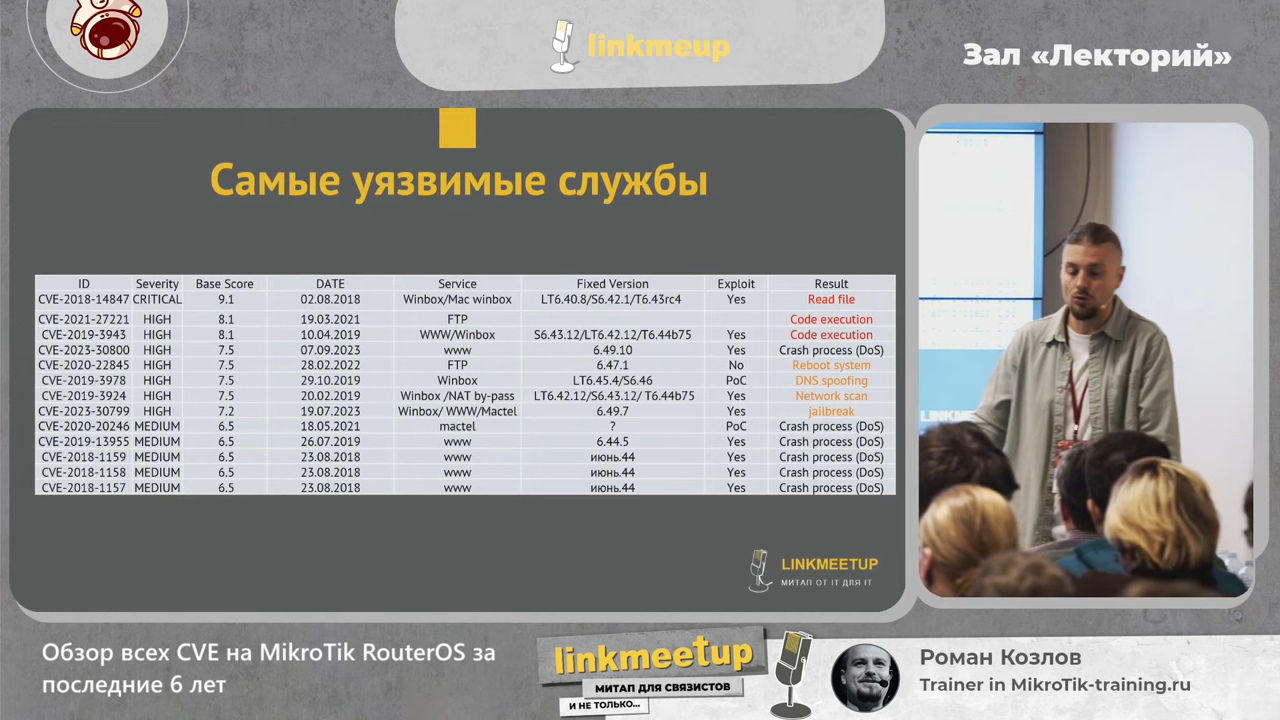 linkmeup
Зал «Лекторий»
Самые уязвимые службы
ID Severity Base Score DATE Service Fixed Version Exploit Result
CVE-2018-14847 CRITICAL 9.1 02.08.2018 Winbox/Mac winbox LT6.40.8/S6.42.1/T6.43rc4 Yes Read file
CVE-2021-27221 HIGH 8.1 19.03.2021 FTP Code execution
CVE-2019-3943 HIGH 8.1 10.04.2019 WWW/Winbox S6.43.12/LT6.42.12/T6.44b75 Yes Code execution
CVE-2023-30800 HIGH 7.5 07.09.2023 www 6.49.10 Yes Crash process (DoS)
CVE-2020-22845 HIGH 7.5 28.02.2022 FTP 6.47.1 No Reboot system
CVE-2019-3978 HIGH 7.5 29.10.2019 Winbox LT6.45.4/S6.46 PoC DNS spoofing
CVE-2019-3924 HIGH 7.5 20.02.2019 Winbox /NAT by-pass LT6.42.12/S6.43.12/ T6.44b75 Yes Network scan
CVE-2023-30799 HIGH 7.2 19.07.2023 Winbox/ WWW/Mactel 6.49.7 Yes jailbreak
CVE-2020-20246 MEDIUM 6.5 18.05.2021 mactel ? PoC Crash process (DoS)
CVE-2019-13955 MEDIUM 6.5 26.07.2019 www 6.44.5 Yes Crash process (DoS)
CVE-2018-1159 MEDIUM 6.5 23.08.2018 www июнь.44 Yes Crash process (DoS)
CVE-2018-1158 MEDIUM 6.5 23.08.2018 www июнь.44 Yes Crash process (DoS)
CVE-2018-1157 MEDIUM 6.5 23.08.2018 www июнь.44 Yes Crash process (DoS)
LINKMEETUP
МИТАП ОТ IT ДЛЯ IT
Обзор всех CVE на MikroTik RouterOS за
последние 6 лет
linkmeetup
МИТАП ДЛЯ СВЯЗИСТОВ
И НЕ ТОЛЬКО...
Роман Козлов
Trainer in MikroTik-training.ru